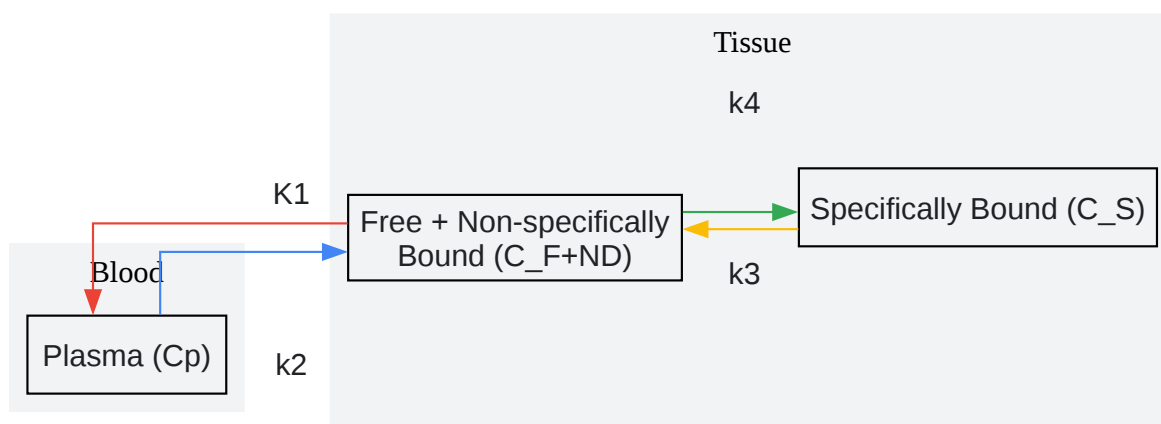 Tissue
k4
K1
Free + Non-specifically
Bound (C_F+ND)
Specifically Bound (C_S)
Blood
k3
Plasma (Cp)
k2